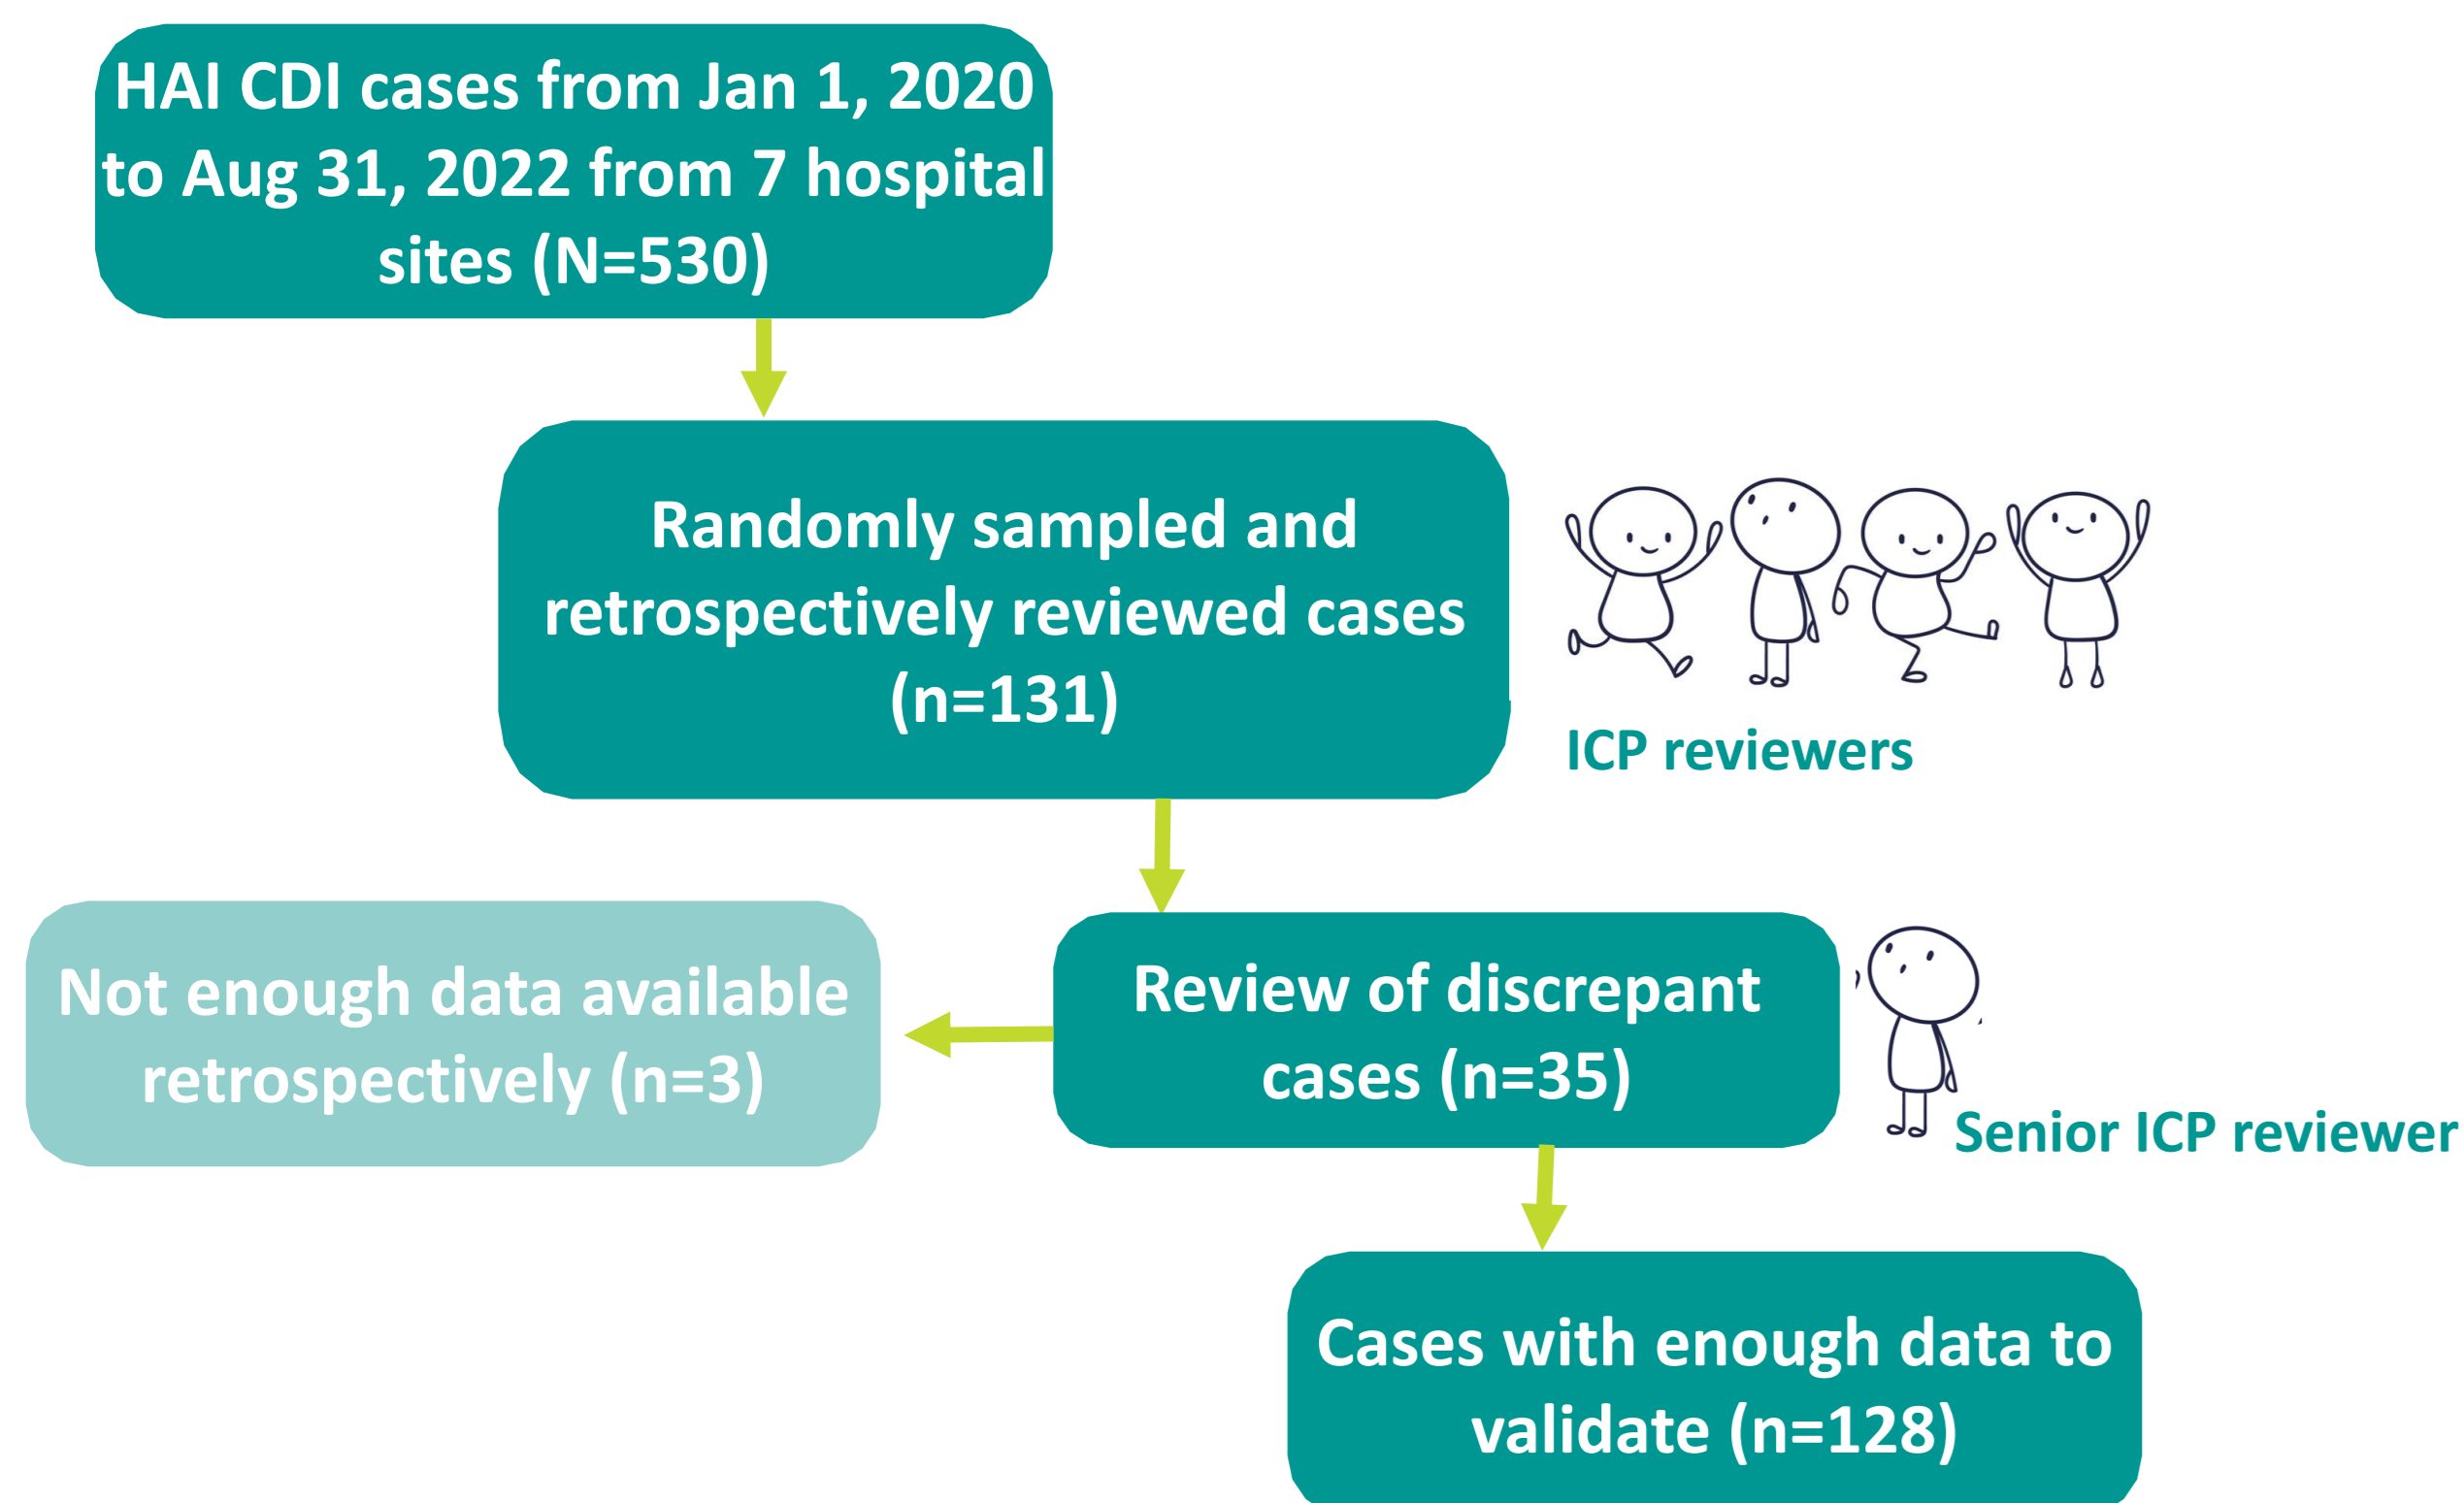 HAI CDI cases from Jan 1, 2020
to Aug 31, 2022 from 7 hospital
sites (N=530)
Randomly sampled and
retrospectively reviewed cases
(n=131)
ICP reviewers
Not enough data available
retrospectively (n=3)
Review of discrepant
cases (n=35)
Senior ICP reviewer
Cases with enough data to
validate (n=128)